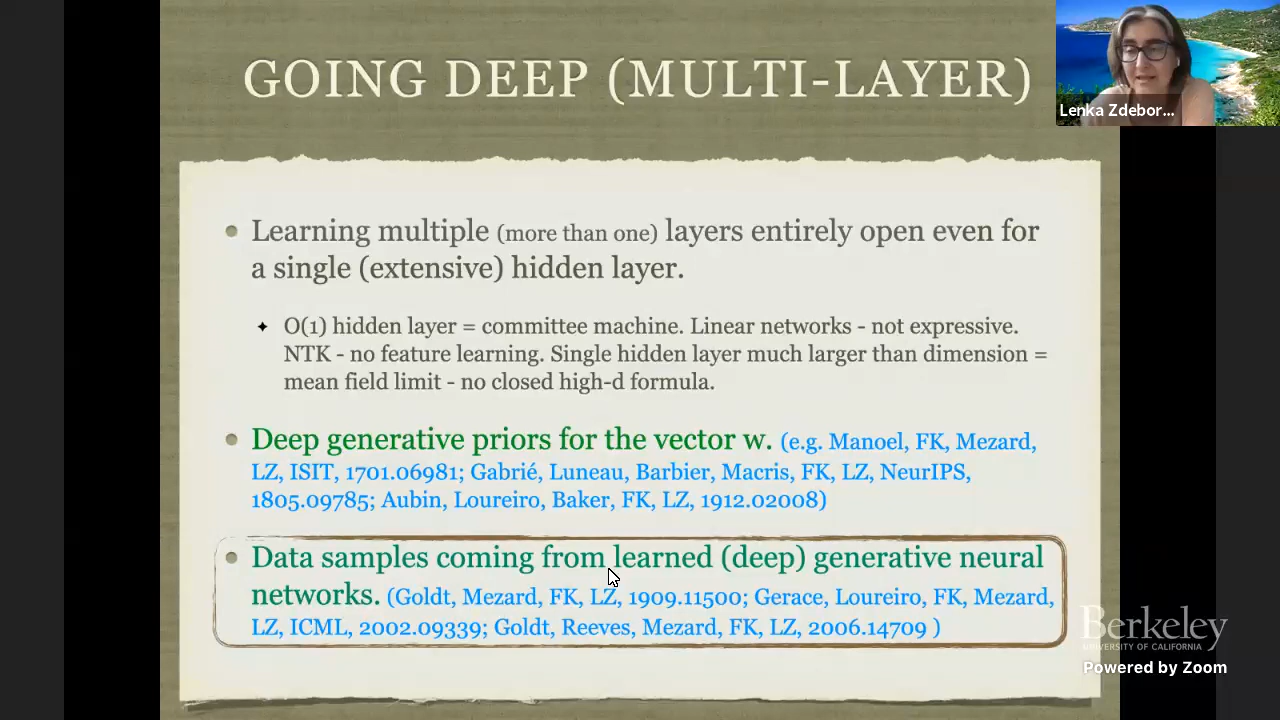 GOING DEEP (MULTI-LAYER)
Lenka Zdebor...
Learning multiple (more than one) layers entirely open even for
a single (extensive) hidden layer.
O(1) hidden layer = committee machine. Linear networks - not expressive.
NTK - no feature learning. Single hidden layer much larger than dimension =
mean field limit - no closed high-d formula.
Deep generative priors for the vector w. (e.g. Manoel, FK, Mezard,
LZ, ISIT, 1701.06981; Gabrié, Luneau, Barbier, Macris, FK, LZ, NeurIPS,
1805.09785; Aubin, Loureiro, Baker, FK, LZ, 1912.02008)
Data samples coming from learned (deep) generative neural
networks. (Goldt, Mezard, FK, LZ, 1909.11500; Gerace, Loureiro, FK, Mezard,
LZ, ICML, 2002.09339; Goldt, Reeves, Mezard, FK, LZ, 2006.14709 )
Berkeley
UNIVERSITY OF CALIFORNIA
Powered by Zoom